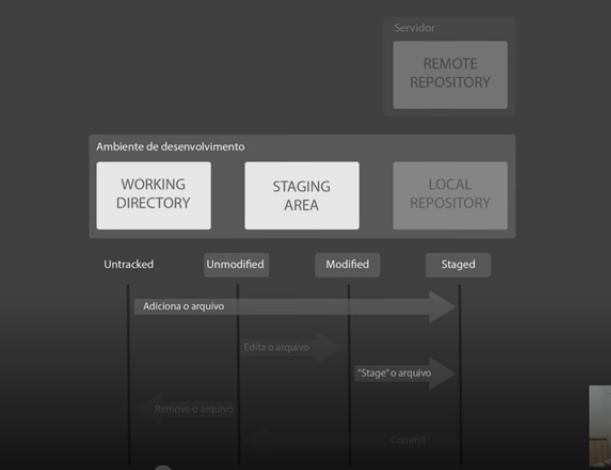 Servidor
REMOTE
REPOSITORY
Ambiente de desenvolvimento
WORKING
DIRECTORY
STAGING
AREA
LOCAL
REPOSITORY
Untracked
Unmodified
Modified
Staged
Adiciona o arquivo
Edita o arquivo
"Stage" o arquivo
Remove o arquivo
Commit